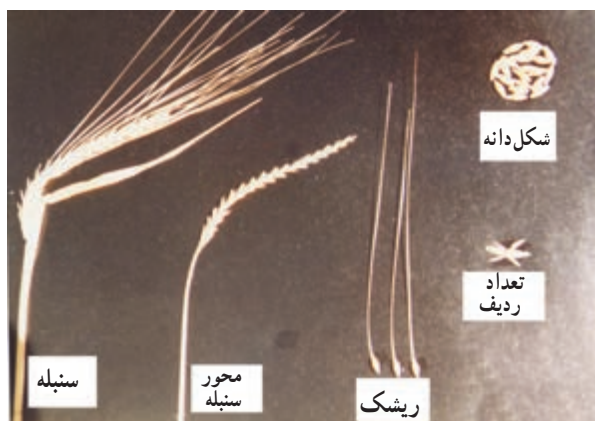 شکل‌دانه
تعداد
ردیف
ریشک
محور
سنبله
سنبله